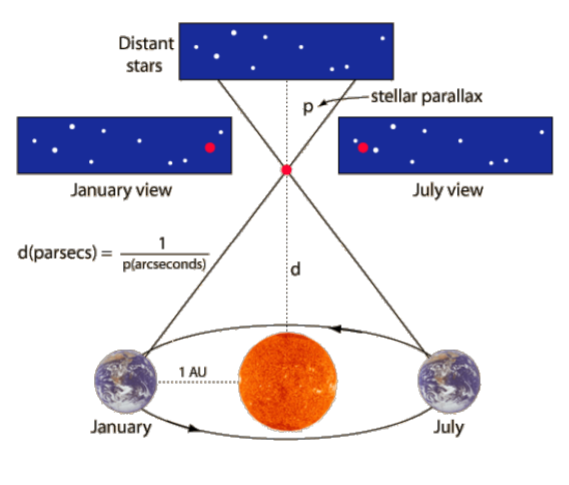 Distant
stars
p
stellar parallax
January view
July view
d(parsecs) = 1
p(arcseconds)
d
1 AU
January
July